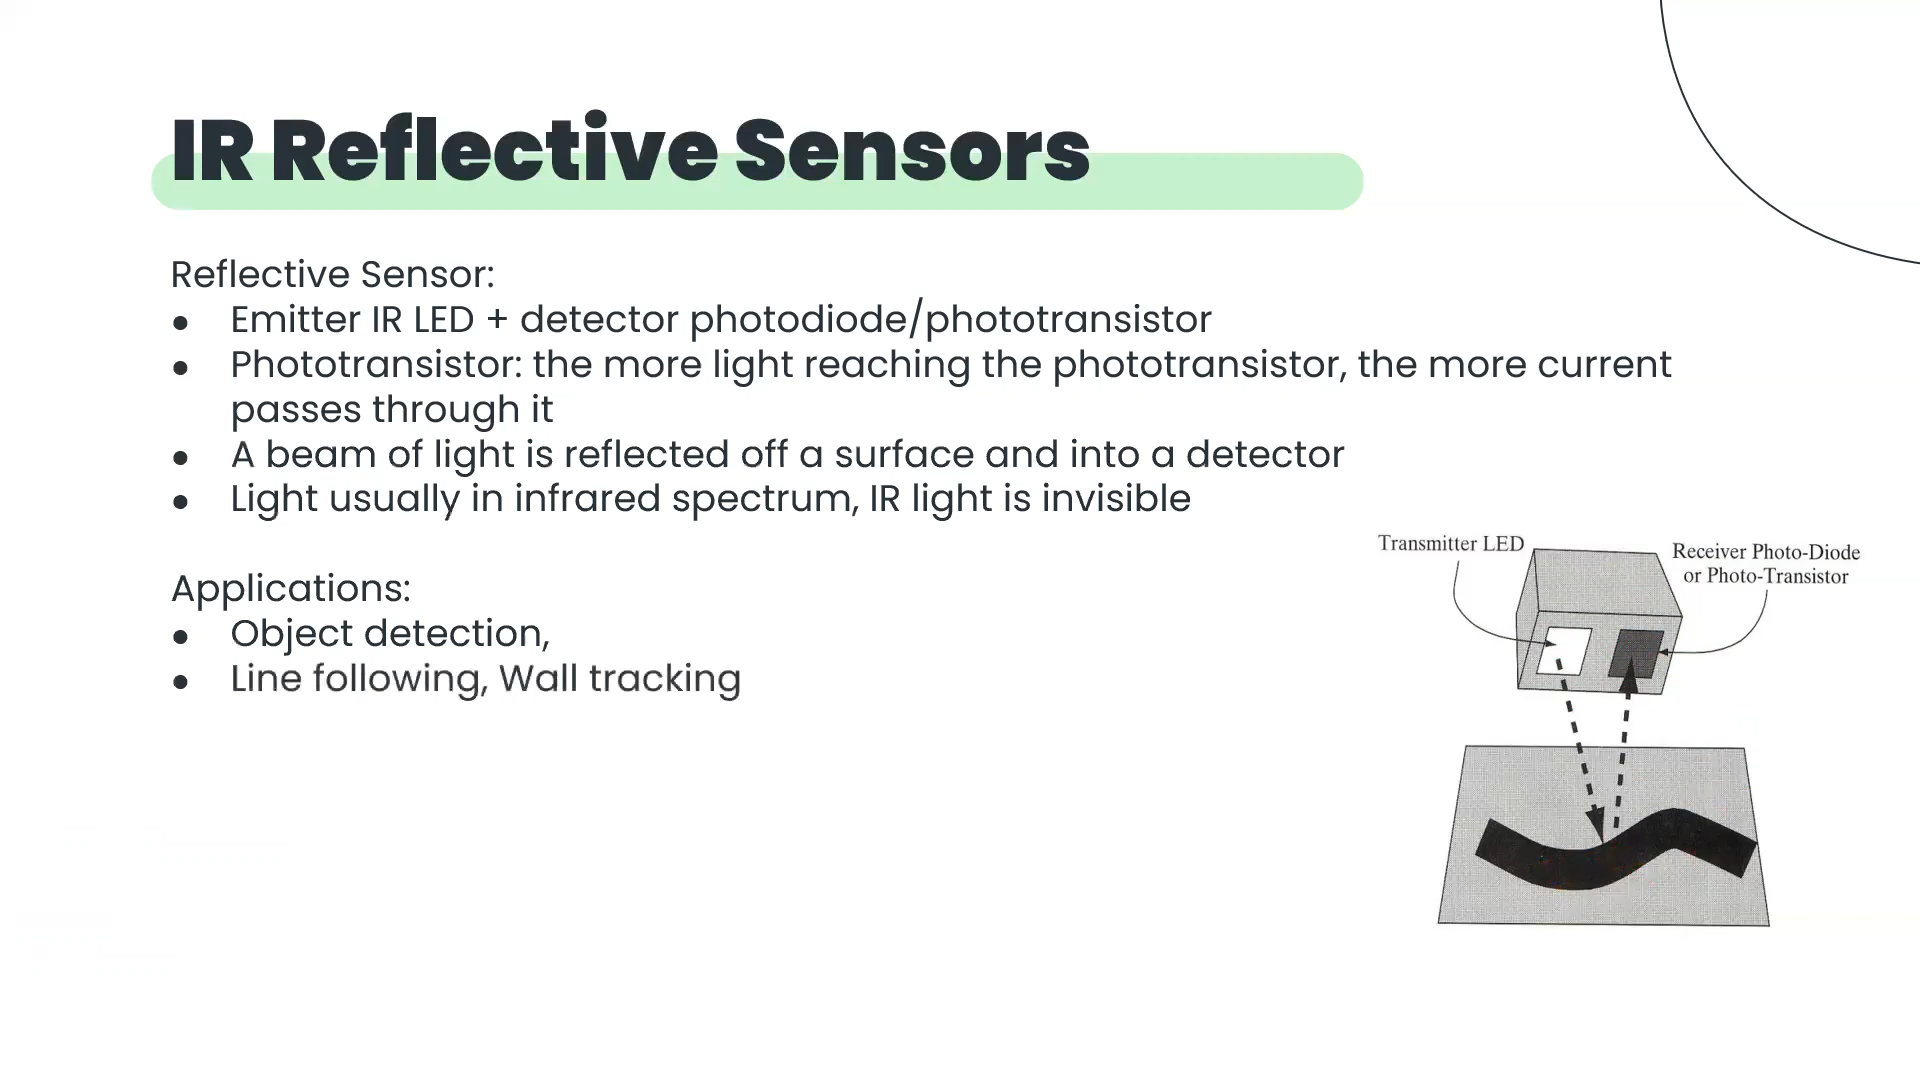 IR Reflective Sensors
Reflective Sensor:
● Emitter IR LED + detector photodiode/phototransistor
● Phototransistor: the more light reaching the phototransistor, the more current
passes through it
● A beam of light is reflected off a surface and into a detector
● Light usually in infrared spectrum, IR light is invisible
Applications:
● Object detection,
● Line following, Wall tracking
Transmitter LED
Receiver Photo-Diode
or Photo-Transistor